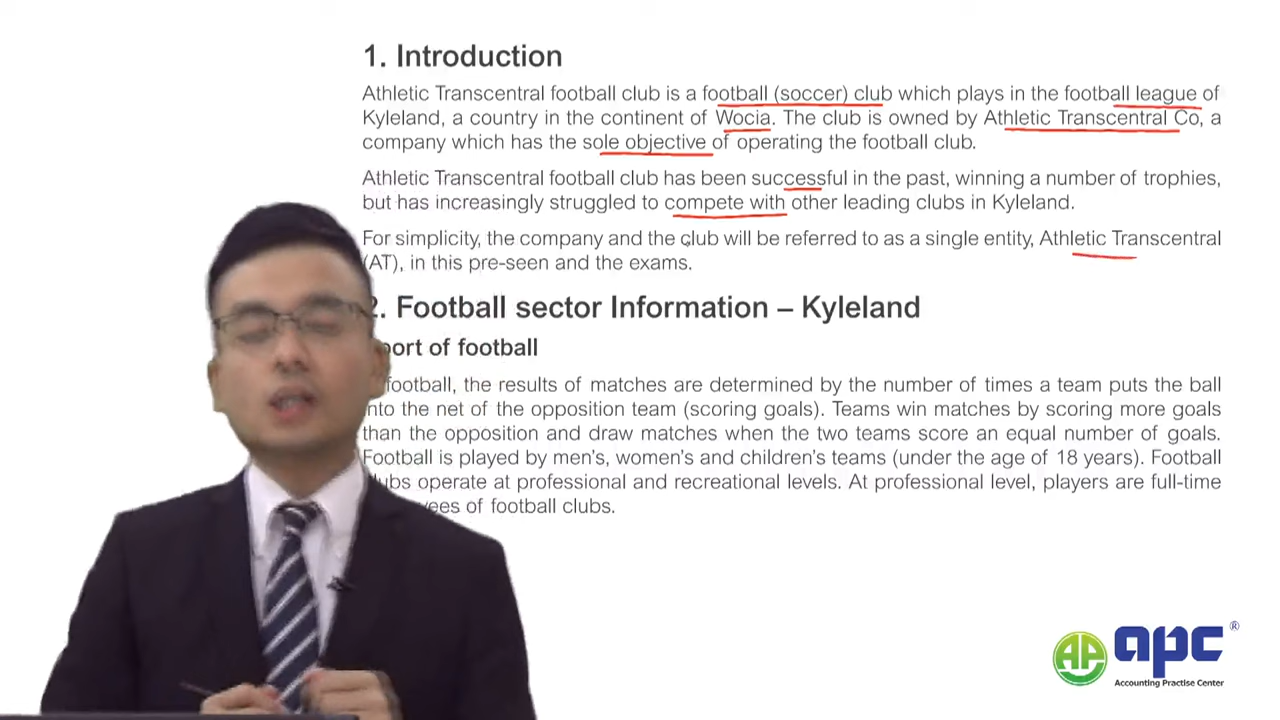 1. Introduction
Athletic Transcentral football club is a football (soccer) club which plays in the football league of
Kyleland, a country in the continent of Wocia. The club is owned by Athletic Transcentral Co, a
company which has the sole objective of operating the football club.
Athletic Transcentral football club has been successful in the past, winning a number of trophies,
but has increasingly struggled to compete with other leading clubs in Kyleland.
For simplicity, the company and the club will be referred to as a single entity, Athletic Transcentral
(AT), in this pre-seen and the exams.
2. Football sector Information – Kyleland
of football
football, the results of matches are determined by the number of times a team puts the ball
into the net of the opposition team (scoring goals). Teams win matches by scoring more goals
than the opposition and draw matches when the two teams score an equal number of goals.
Football is played by men's, women's and children's teams (under the age of 18 years). Football
operate at professional and recreational levels. At professional level, players are full-time
of football clubs.
AP apc ®
Accounting Practise Center